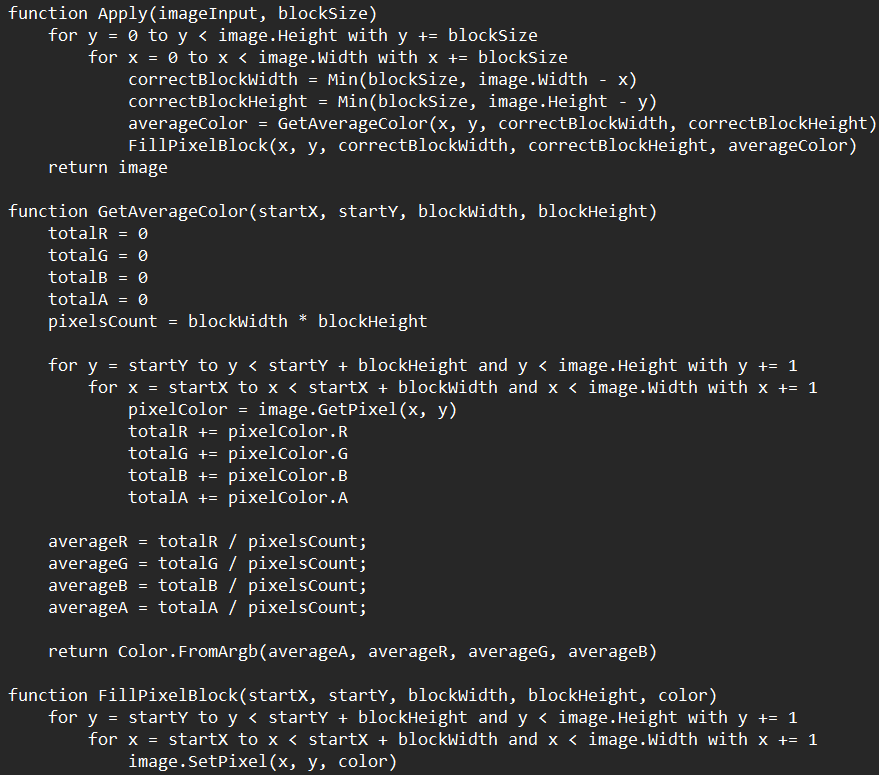 function Apply(imageInput, blockSize)
    for y = 0 to y < image.Height with y += blockSize
        for x = 0 to x < image.Width with x += blockSize
            correctBlockWidth = Min(blockSize, image.Width - x)
            correctBlockHeight = Min(blockSize, image.Height - y)
            averageColor = GetAverageColor(x, y, correctBlockWidth, correctBlockHeight)
            FillPixelBlock(x, y, correctBlockWidth, correctBlockHeight, averageColor)
    return image

function GetAverageColor(startX, startY, blockWidth, blockHeight)
    totalR = 0
    totalG = 0
    totalB = 0
    totalA = 0
    pixelsCount = blockWidth * blockHeight

    for y = startY to y < startY + blockHeight and y < image.Height with y += 1
        for x = startX to x < startX + blockWidth and x < image.Width with x += 1
            pixelColor = image.GetPixel(x, y)
            totalR += pixelColor.R
            totalG += pixelColor.G
            totalB += pixelColor.B
            totalA += pixelColor.A

    averageR = totalR / pixelsCount;
    averageG = totalG / pixelsCount;
    averageB = totalB / pixelsCount;
    averageA = totalA / pixelsCount;

    return Color.FromArgb(averageA, averageR, averageG, averageB)

function FillPixelBlock(startX, startY, blockWidth, blockHeight, color)
    for y = startY to y < startY + blockHeight and y < image.Height with y += 1
        for x = startX to x < startX + blockWidth and x < image.Width with x += 1
            image.SetPixel(x, y, color)